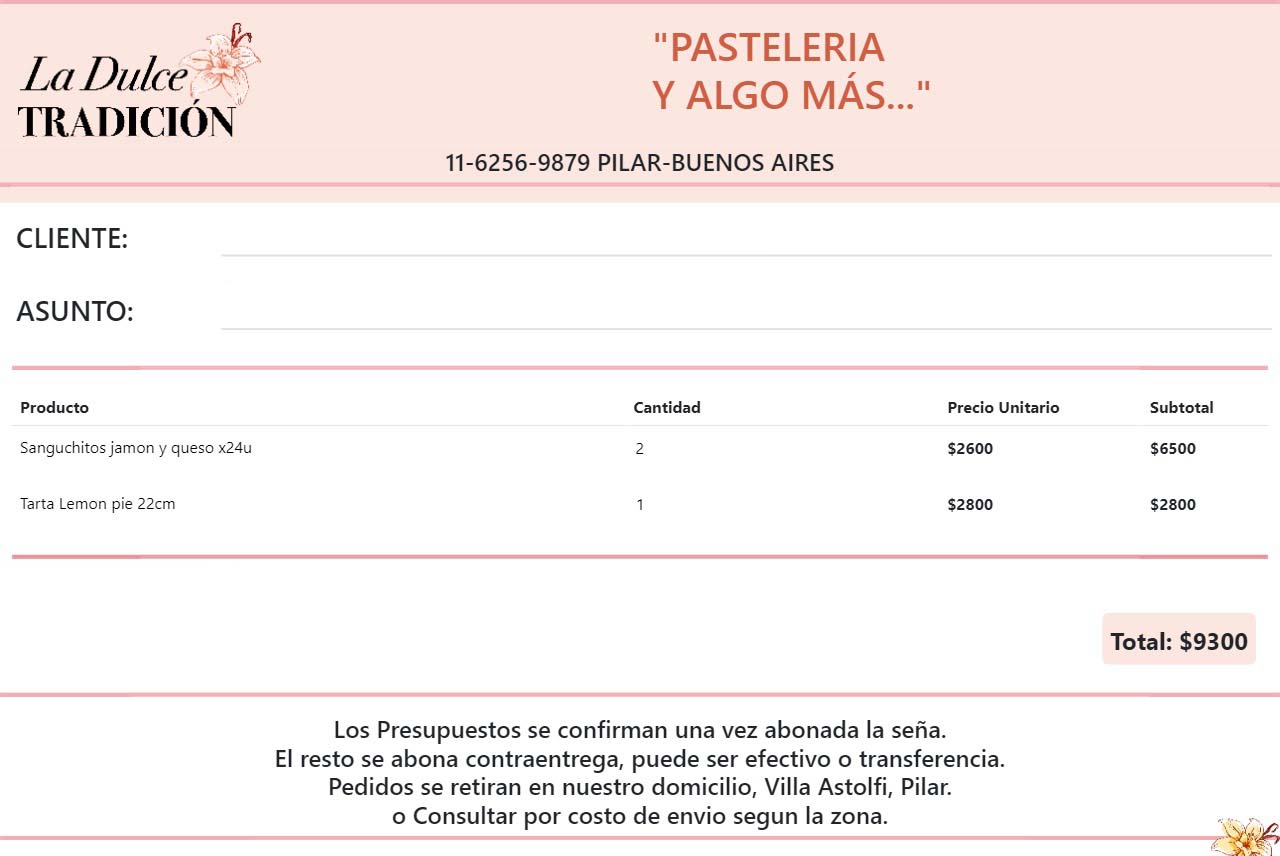 La Dulce
TRADICIÓN
"PASTELERIA
Y ALGO MÁS..."
11-6256-9879 PILAR-BUENOS AIRES
CLIENTE:
ASUNTO:
Producto Cantidad Precio Unitario Subtotal
Sanguchitos jamon y queso x24u 2 $2600 $6500
Tarta Lemon pie 22cm 1 $2800 $2800
Total: $9300
Los Presupuestos se confirman una vez abonada la seña.
El resto se abona contraentrega, puede ser efectivo o transferencia.
Pedidos se retiran en nuestro domicilio, Villa Astolfi, Pilar.
o Consultar por costo de envio segun la zona.